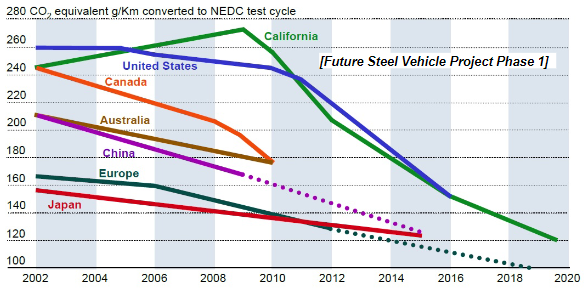 280 CO2 equivalent g/Km converted to NEDC test cycle
260
240
220
200
180
160
140
120
100
California
[Future Steel Vehicle Project Phase 1]
United States
Canada
Australia
China
Europe
Japan
2002 2004 2006 2008 2010 2012 2014 2016 2018 2020